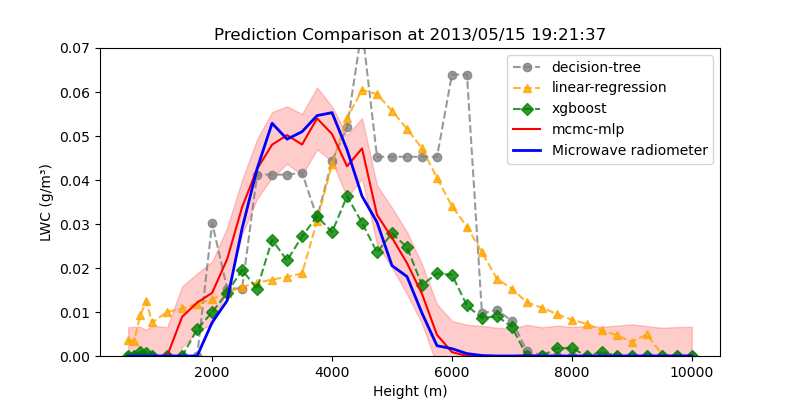 Prediction Comparison at 2013/05/15 19:21:37
0.07
0.06
0.05
0.04
0.03
0.02
0.01
0.00
LWC (g/m³)
decision-tree
linear-regression
xgboost
mcmc-mlp
Microwave radiometer
2000 4000 6000 8000 10000
Height (m)